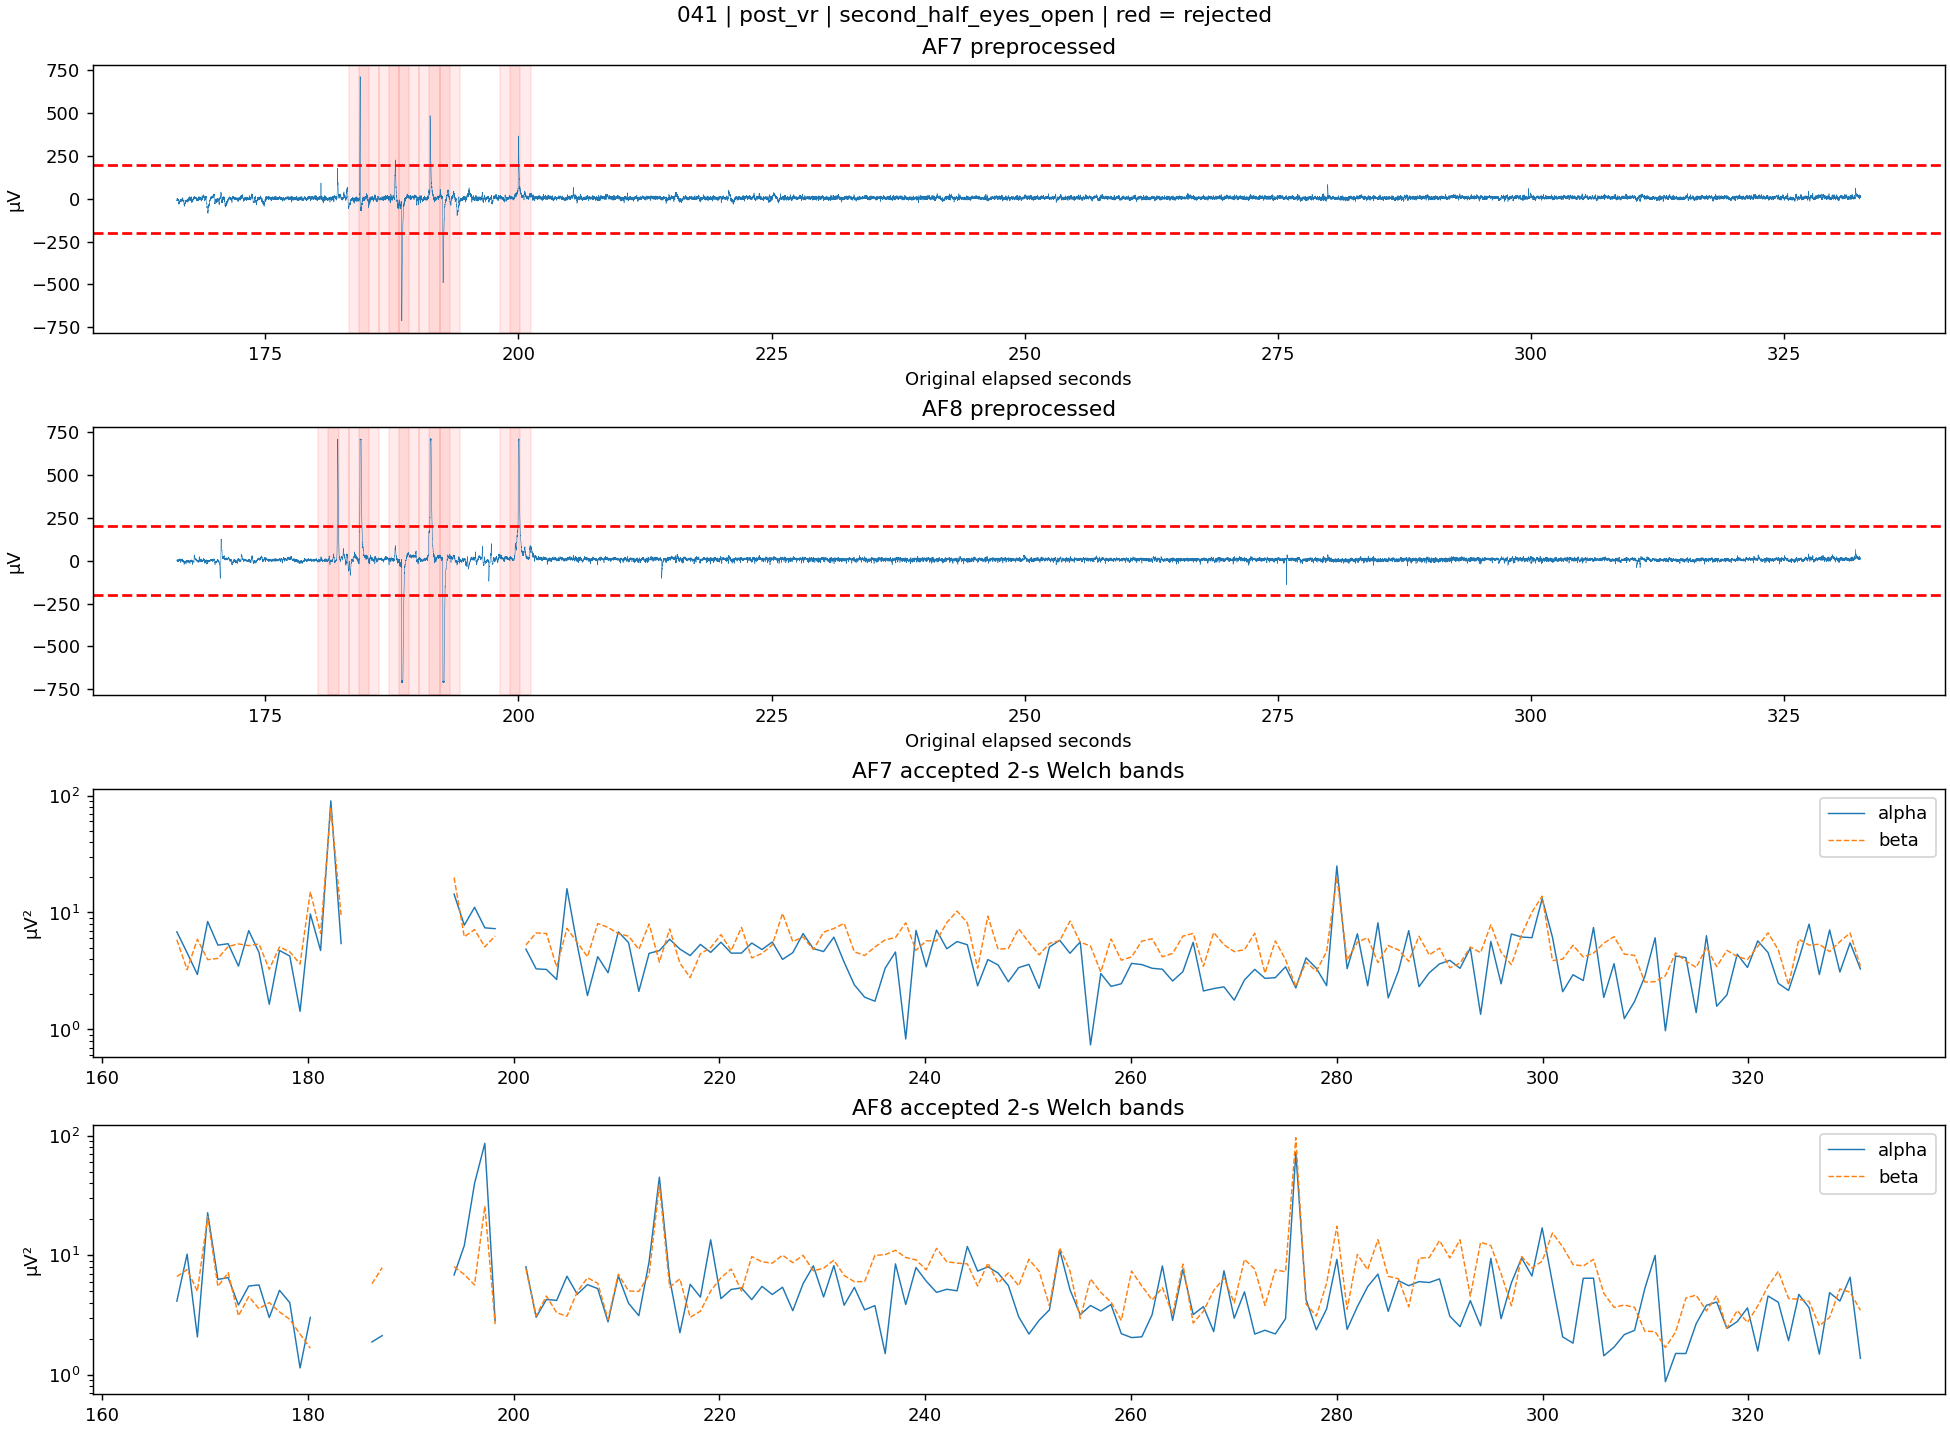 041 | post_vr | second_half_eyes_open | red = rejected
AF7 preprocessed
750
500
250
0
−250
−500
−750
µV
175 200 225 250 275 300 325
Original elapsed seconds
AF8 preprocessed
750
500
250
0
−250
−500
−750
µV
175 200 225 250 275 300 325
Original elapsed seconds
AF7 accepted 2-s Welch bands
10²
10¹
10⁰
µV²
alpha
beta
160 180 200 220 240 260 280 300 320
AF8 accepted 2-s Welch bands
10²
10¹
10⁰
µV²
alpha
beta
160 180 200 220 240 260 280 300 320